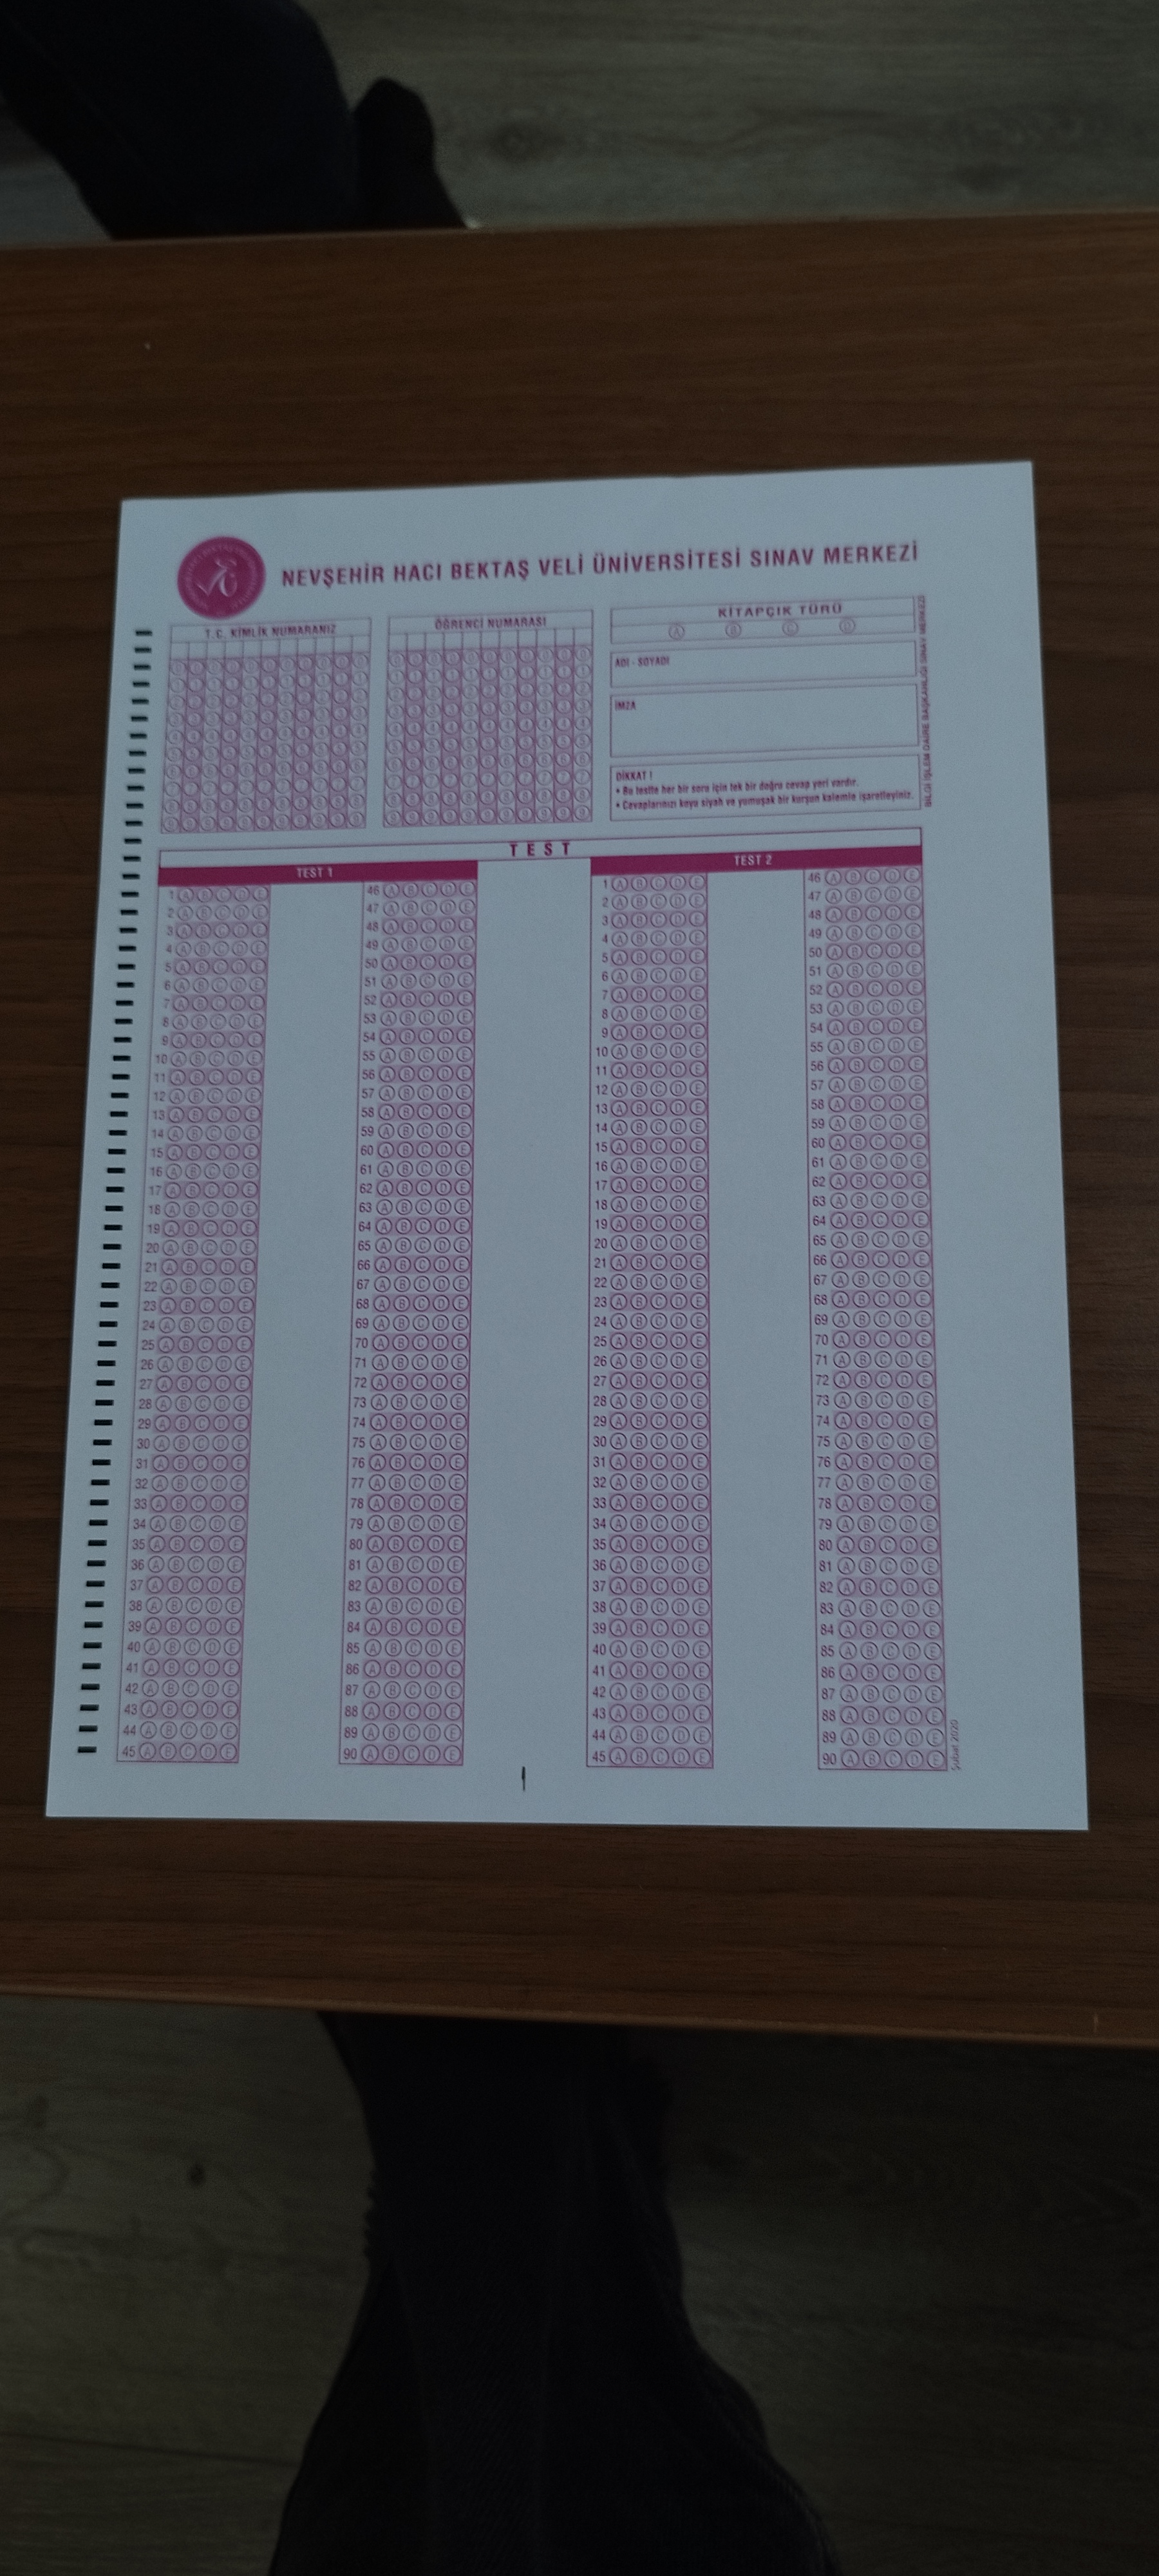 NEVŞEHİR HACI BEKTAŞ VELİ ÜNİVERSİTESİ SINAV MERKEZİ
T.C. KİMLİK NUMARANIZ
ÖĞRENCİ NUMARASI
KİTAPÇIK TÜRÜ
A B C D
ADI - SOYADI
İMZA
DİKKAT !
• Bu testte her bir soru için tek bir doğru cevap yeri vardır.
• Cevaplarınızı koyu siyah ve yumuşak bir kurşun kalemle işaretleyiniz.
BİLGİ İŞLEM DAİRE BAŞKANLIĞI SINAV MERKEZİ
TEST
TEST 1
1 A B C D E
2 A B C D E
3 A B C D E
4 A B C D E
5 A B C D E
6 A B C D E
7 A B C D E
8 A B C D E
9 A B C D E
10 A B C D E
11 A B C D E
12 A B C D E
13 A B C D E
14 A B C D E
15 A B C D E
16 A B C D E
17 A B C D E
18 A B C D E
19 A B C D E
20 A B C D E
21 A B C D E
22 A B C D E
23 A B C D E
24 A B C D E
25 A B C D E
26 A B C D E
27 A B C D E
28 A B C D E
29 A B C D E
30 A B C D E
31 A B C D E
32 A B C D E
33 A B C D E
34 A B C D E
35 A B C D E
36 A B C D E
37 A B C D E
38 A B C D E
39 A B C D E
40 A B C D E
41 A B C D E
42 A B C D E
43 A B C D E
44 A B C D E
45 A B C D E
46 A B C D E
47 A B C D E
48 A B C D E
49 A B C D E
50 A B C D E
51 A B C D E
52 A B C D E
53 A B C D E
54 A B C D E
55 A B C D E
56 A B C D E
57 A B C D E
58 A B C D E
59 A B C D E
60 A B C D E
61 A B C D E
62 A B C D E
63 A B C D E
64 A B C D E
65 A B C D E
66 A B C D E
67 A B C D E
68 A B C D E
69 A B C D E
70 A B C D E
71 A B C D E
72 A B C D E
73 A B C D E
74 A B C D E
75 A B C D E
76 A B C D E
77 A B C D E
78 A B C D E
79 A B C D E
80 A B C D E
81 A B C D E
82 A B C D E
83 A B C D E
84 A B C D E
85 A B C D E
86 A B C D E
87 A B C D E
88 A B C D E
89 A B C D E
90 A B C D E
TEST 2
1 A B C D E
2 A B C D E
3 A B C D E
4 A B C D E
5 A B C D E
6 A B C D E
7 A B C D E
8 A B C D E
9 A B C D E
10 A B C D E
11 A B C D E
12 A B C D E
13 A B C D E
14 A B C D E
15 A B C D E
16 A B C D E
17 A B C D E
18 A B C D E
19 A B C D E
20 A B C D E
21 A B C D E
22 A B C D E
23 A B C D E
24 A B C D E
25 A B C D E
26 A B C D E
27 A B C D E
28 A B C D E
29 A B C D E
30 A B C D E
31 A B C D E
32 A B C D E
33 A B C D E
34 A B C D E
35 A B C D E
36 A B C D E
37 A B C D E
38 A B C D E
39 A B C D E
40 A B C D E
41 A B C D E
42 A B C D E
43 A B C D E
44 A B C D E
45 A B C D E
46 A B C D E
47 A B C D E
48 A B C D E
49 A B C D E
50 A B C D E
51 A B C D E
52 A B C D E
53 A B C D E
54 A B C D E
55 A B C D E
56 A B C D E
57 A B C D E
58 A B C D E
59 A B C D E
60 A B C D E
61 A B C D E
62 A B C D E
63 A B C D E
64 A B C D E
65 A B C D E
66 A B C D E
67 A B C D E
68 A B C D E
69 A B C D E
70 A B C D E
71 A B C D E
72 A B C D E
73 A B C D E
74 A B C D E
75 A B C D E
76 A B C D E
77 A B C D E
78 A B C D E
79 A B C D E
80 A B C D E
81 A B C D E
82 A B C D E
83 A B C D E
84 A B C D E
85 A B C D E
86 A B C D E
87 A B C D E
88 A B C D E
89 A B C D E
90 A B C D E
Şubat 2020